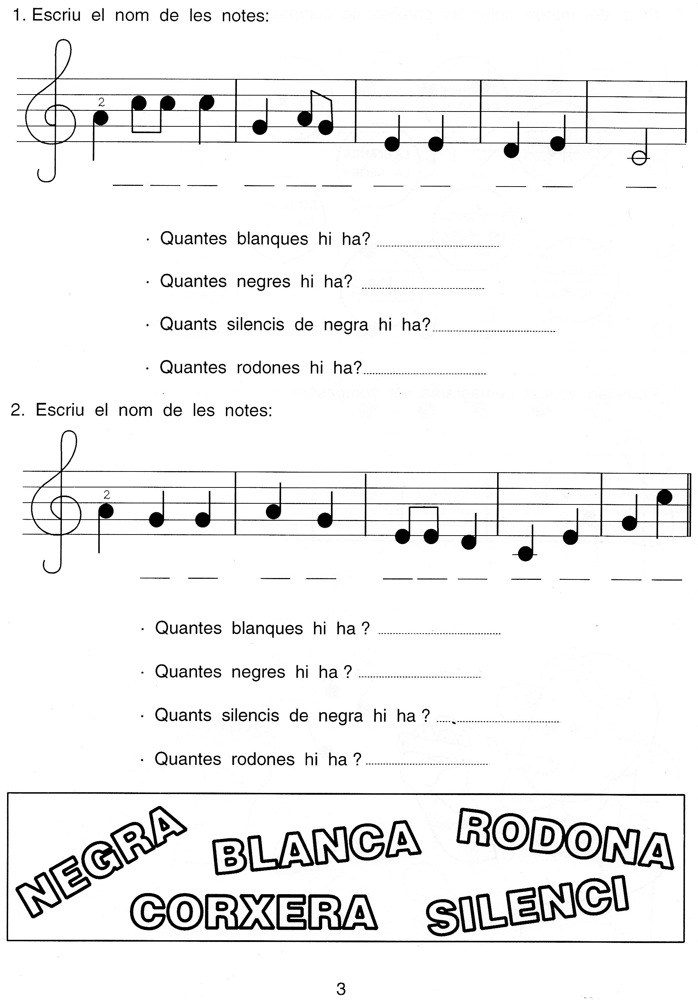 1. Escriu el nom de les notes:
2
· Quantes blanques hi ha?
· Quantes negres hi ha?
· Quants silencis de negra hi ha?
· Quantes rodones hi ha?
2. Escriu el nom de les notes:
2
· Quantes blanques hi ha ?
· Quantes negres hi ha ?
· Quants silencis de negra hi ha ?
· Quantes rodones hi ha ?
NEGRA BLANCA RODONA
CORXERA SILENCI
3